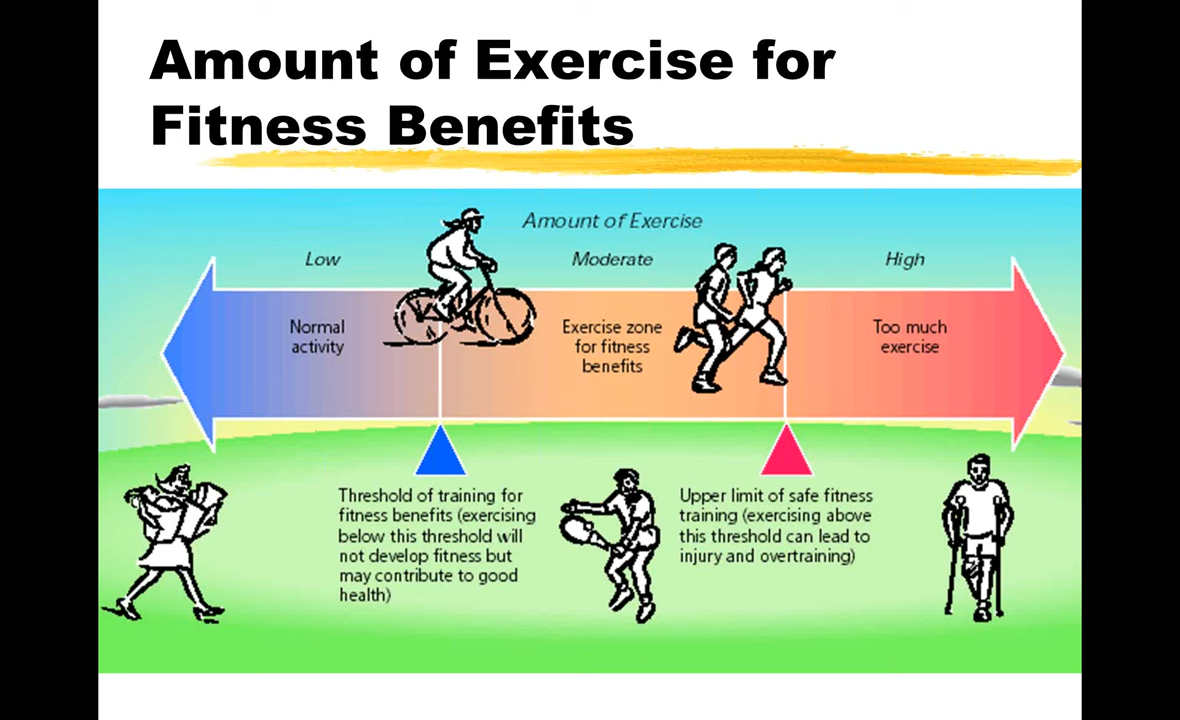 Amount of Exercise for
Fitness Benefits
Amount of Exercise
Low
Moderate
High
Normal
activity
Exercise zone
for fitness
benefits
Too much
exercise
Threshold of training for
fitness benefits (exercising
below this threshold will
not develop fitness but
may contribute to good
health)
Upper limit of safe fitness
training (exercising above
this threshold can lead to
injury and overtraining)